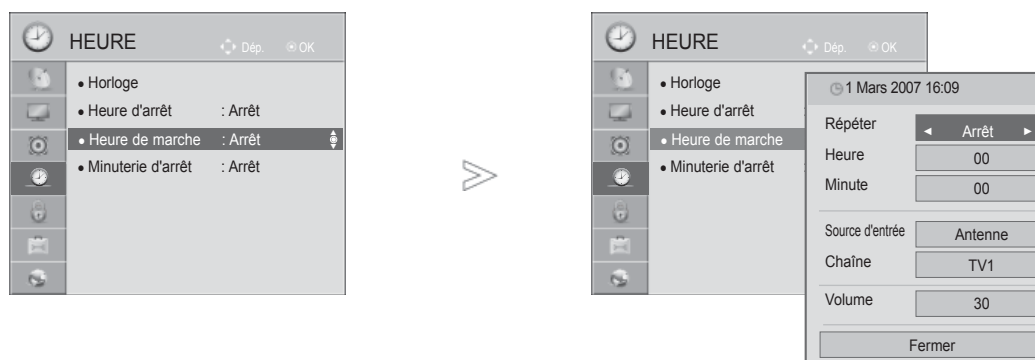 HEURE Dép. OK
• Horloge
• Heure d'arrêt : Arrêt
• Heure de marche : Arrêt
• Minuterie d'arrêt : Arrêt
HEURE Dép. OK
• Horloge
• Heure d'arrêt :
• Heure de marche
• Minuterie d'arrêt :
1 Mars 2007 16:09
Répéter ◄ Arrêt ►
Heure 00
Minute 00
Source d'entrée Antenne
Chaîne TV1
Volume 30
Fermer